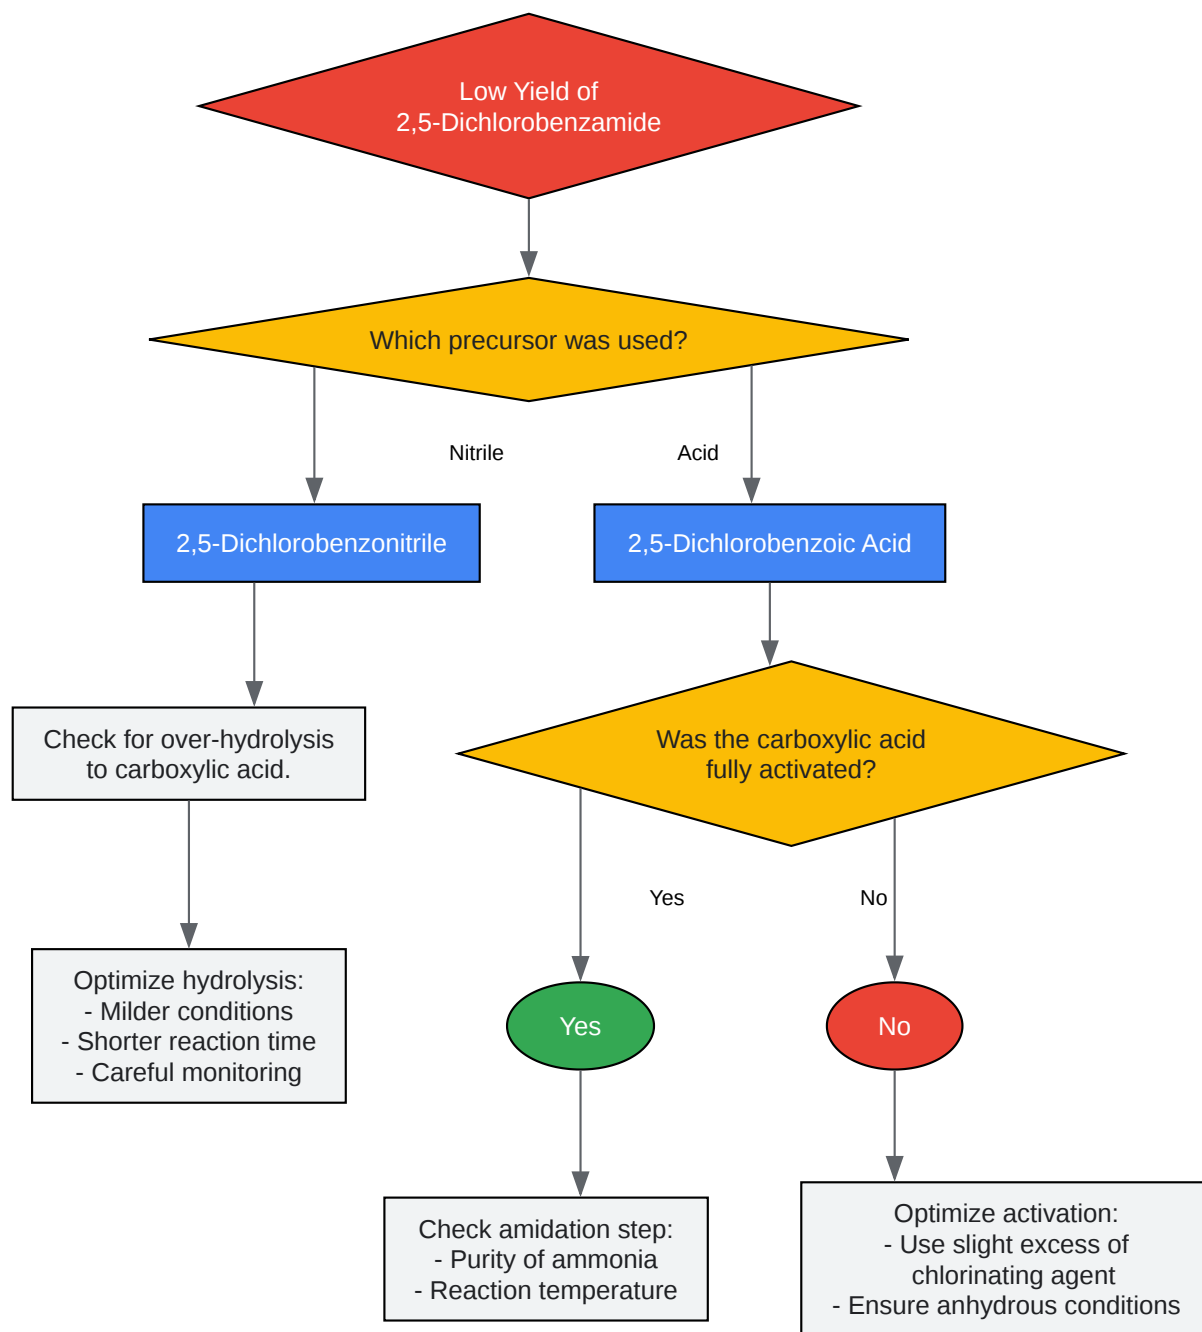 Low Yield of
2,5-Dichlorobenzamide
Which precursor was used?
Nitrile
Acid
2,5-Dichlorobenzonitrile
2,5-Dichlorobenzoic Acid
Check for over-hydrolysis
to carboxylic acid.
Was the carboxylic acid
fully activated?
Yes
No
Optimize hydrolysis:
- Milder conditions
- Shorter reaction time
- Careful monitoring
Yes
No
Check amidation step:
- Purity of ammonia
- Reaction temperature
Optimize activation:
- Use slight excess of
chlorinating agent
- Ensure anhydrous conditions